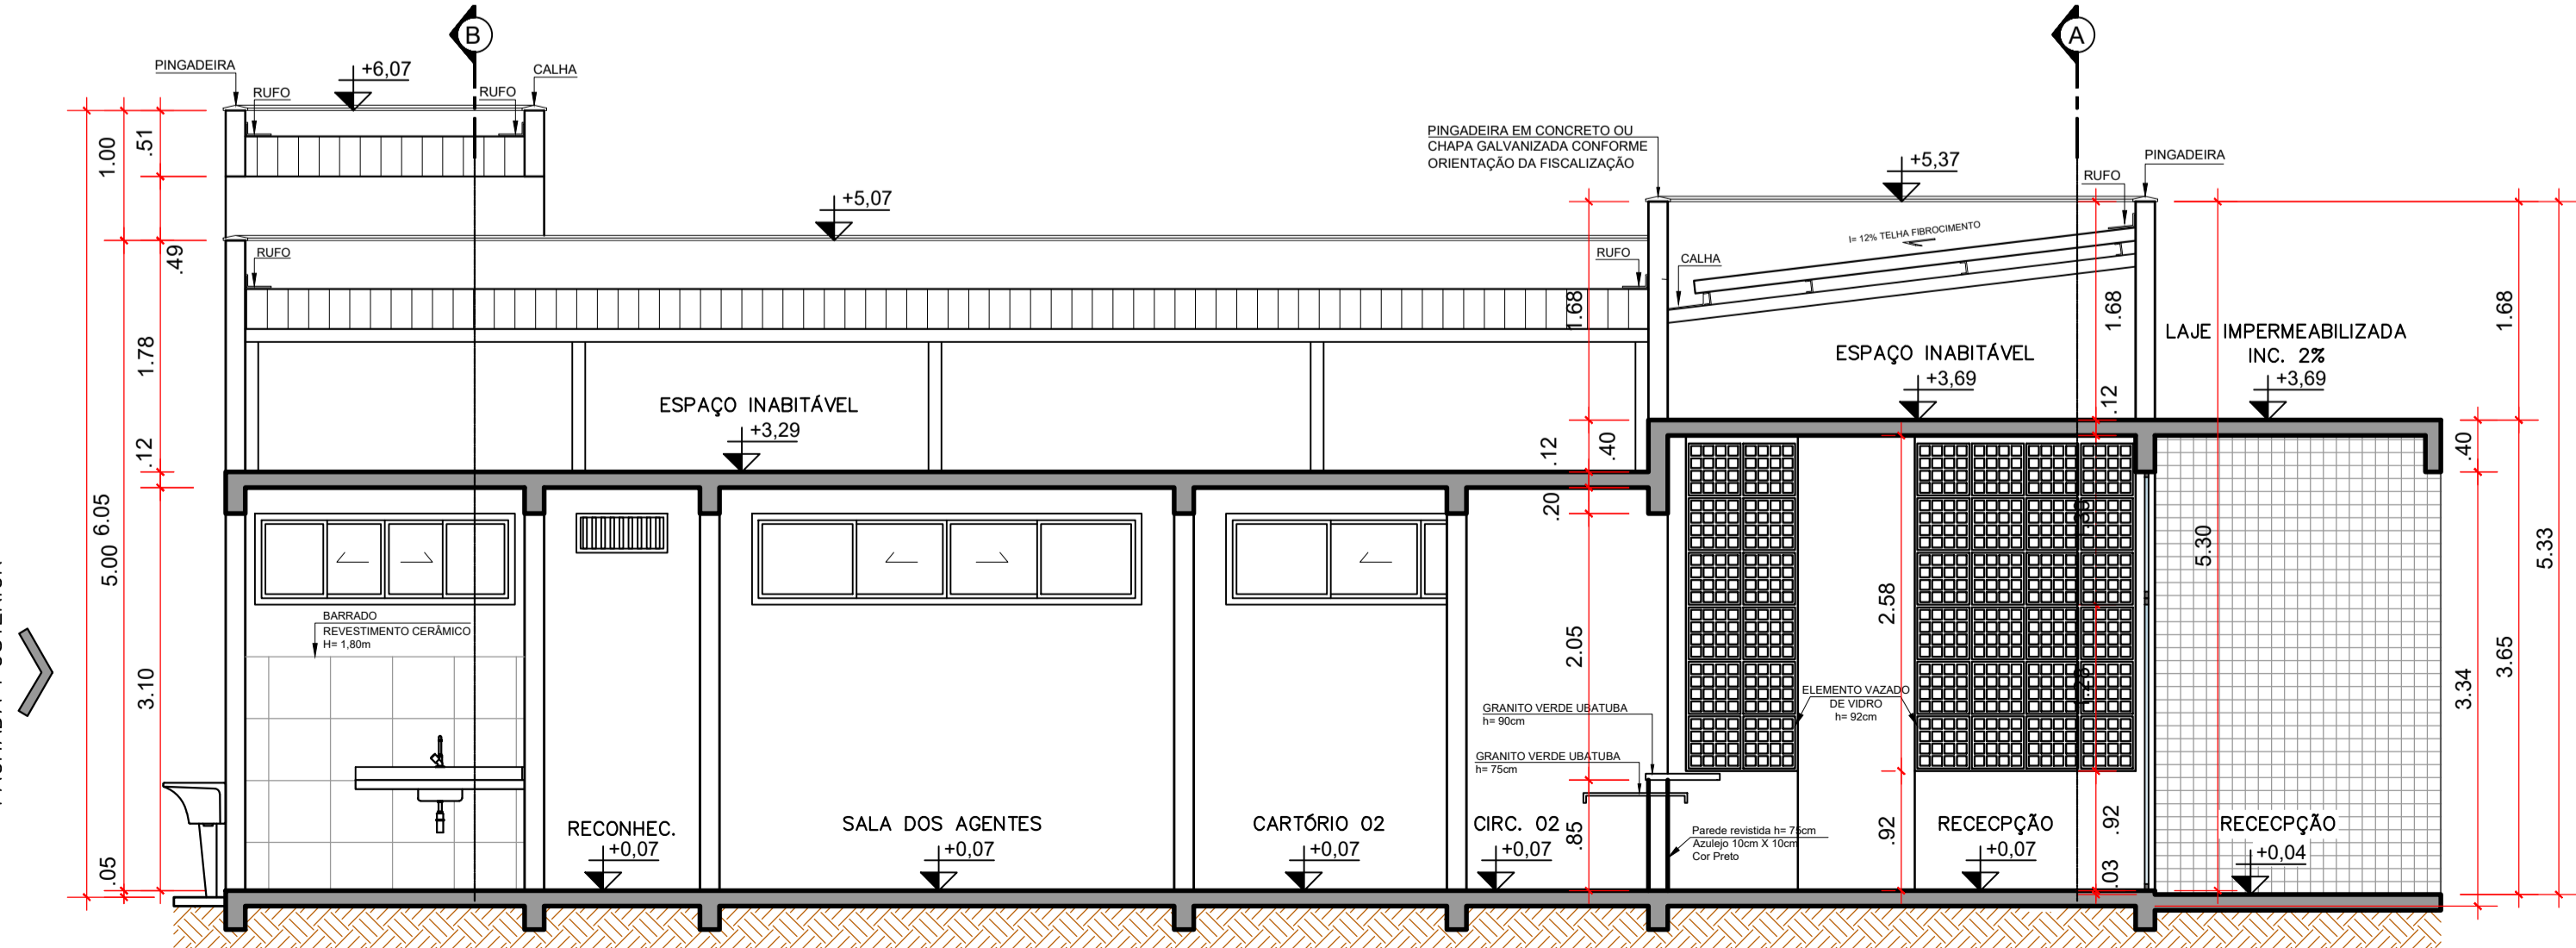 B
A
PINGADEIRA
+6,07
CALHA
RUFO
RUFO
1.00
.51
PINGADEIRA EM CONCRETO OU
CHAPA GALVANIZADA CONFORME
ORIENTAÇÃO DA FISCALIZAÇÃO
+5,37
PINGADEIRA
RUFO
+5,07
I= 12% TELHA FIBROCIMENTO
.49
RUFO
RUFO
CALHA
1.78
1.68
1.68
1.68
LAJE IMPERMEABILIZADA
INC. 2%
+3,69
ESPAÇO INABITÁVEL
+3,69
ESPAÇO INABITÁVEL
+3,29
.12
.12
.40
.12
.40
6.05
5.00
.20
5.30
5.33
BARRADO
REVESTIMENTO CERÂMICO
H= 1,80m
2.58
2.05
3.10
3.65
3.34
ELEMENTO VAZADO
DE VIDRO
h= 92cm
GRANITO VERDE UBATUBA
h= 90cm
GRANITO VERDE UBATUBA
h= 75cm
RECONHEC.
+0,07
SALA DOS AGENTES
+0,07
CARTÓRIO 02
+0,07
CIRC. 02
+0,07
.85
Parede revistida h= 75cm
Azulejo 10cm X 10cm
Cor Preto
.92
RECECPÇÃO
+0,07
.92
RECECPÇÃO
+0,04
.05
.03